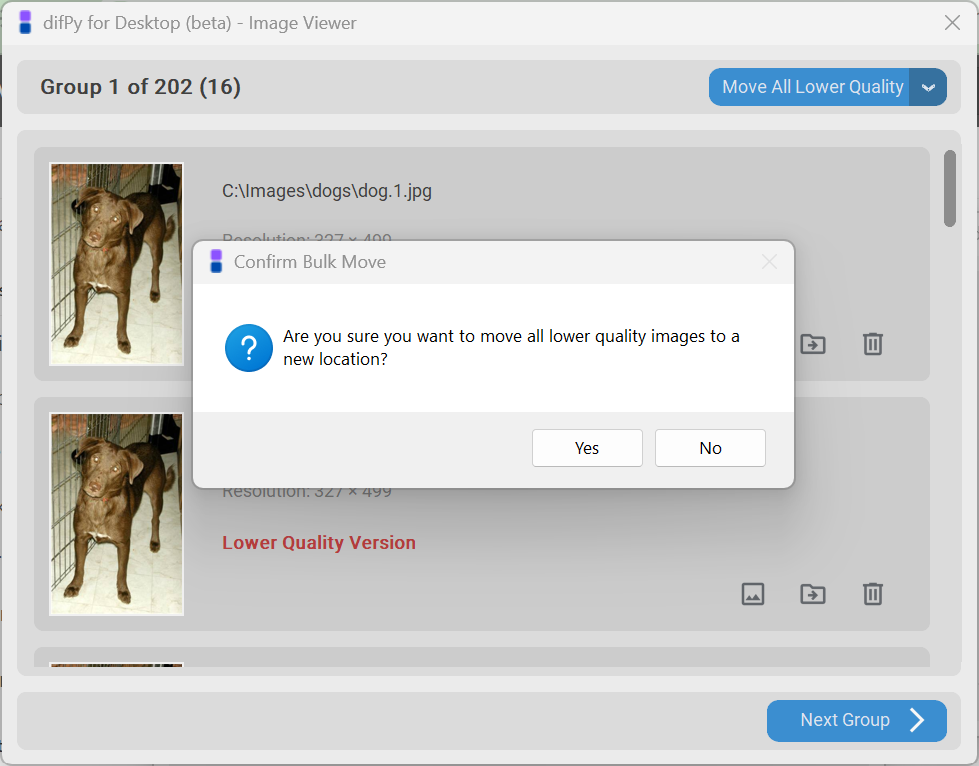 difPy for Desktop (beta) - Image Viewer
Group 1 of 202 (16)
Move All Lower Quality
C:\Images\dogs\dog.1.jpg
Resolution: 327 × 499
Confirm Bulk Move
Are you sure you want to move all lower quality images to a
new location?
Yes
No
Resolution: 327 × 499
Lower Quality Version
Next Group